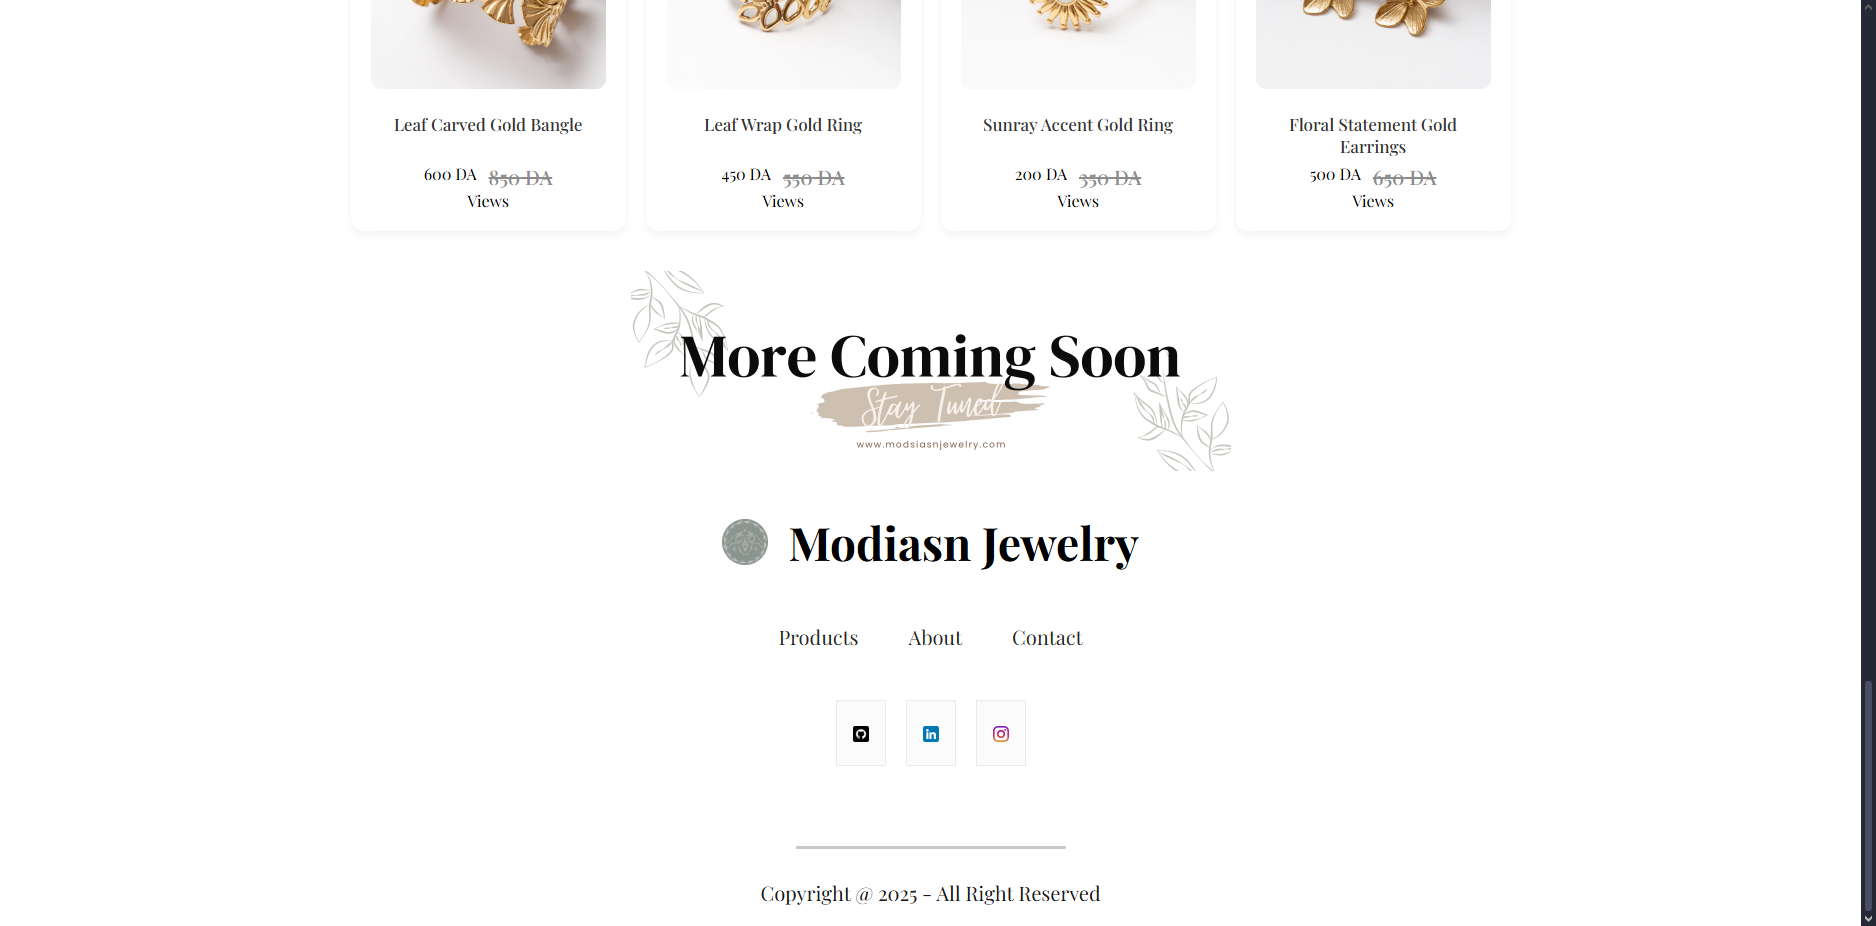 Leaf Carved Gold Bangle
600 DA 850 DA
Views
Leaf Wrap Gold Ring
450 DA 550 DA
Views
Sunray Accent Gold Ring
200 DA 350 DA
Views
Floral Statement Gold
Earrings
500 DA 650 DA
Views
More Coming Soon
Stay Tuned
www.modsiasnjewelry.com
Modiasn Jewelry
Products About Contact
in
Copyright @ 2025 - All Right Reserved